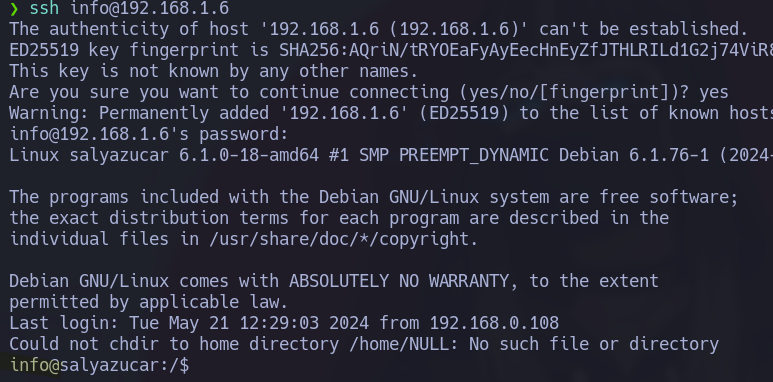 ❯ ssh info@192.168.1.6
The authenticity of host '192.168.1.6 (192.168.1.6)' can't be established.
ED25519 key fingerprint is SHA256:AQriN/tRYOEaFyAyEecHnEyZfJTHLRILd1G2j74ViR8
This key is not known by any other names.
Are you sure you want to continue connecting (yes/no/[fingerprint])? yes
Warning: Permanently added '192.168.1.6' (ED25519) to the list of known hosts
info@192.168.1.6's password:
Linux salyazucar 6.1.0-18-amd64 #1 SMP PREEMPT_DYNAMIC Debian 6.1.76-1 (2024-
The programs included with the Debian GNU/Linux system are free software;
the exact distribution terms for each program are described in the
individual files in /usr/share/doc/*/copyright.
Debian GNU/Linux comes with ABSOLUTELY NO WARRANTY, to the extent
permitted by applicable law.
Last login: Tue May 21 12:29:03 2024 from 192.168.0.108
Could not chdir to home directory /home/NULL: No such file or directory
info@salyazucar:/$